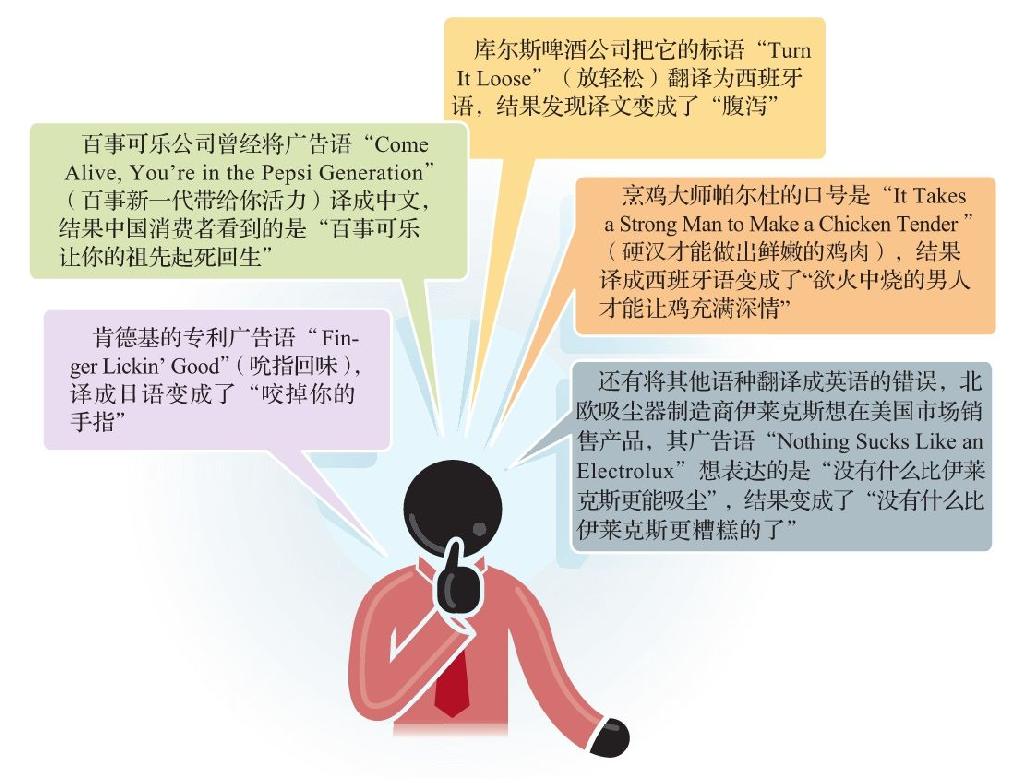 库尔斯啤酒公司把它的标语“Turn
It Loose”（放轻松）翻译为西班牙
语，结果发现译文变成了“腹泻”
百事可乐公司曾经将广告语“Come
Alive, You’re in the Pepsi Generation”
（百事新一代带给你活力）译成中文，
结果中国消费者看到的是“百事可乐
让你的祖先起死回生”
烹鸡大师帕尔杜的口号是“It Takes
a Strong Man to Make a Chicken Tender ”
（硬汉才能做出鲜嫩的鸡肉），结果
译成西班牙语变成了“欲火中烧的男人
才能让鸡充满深情”
肯德基的专利广告语“ Fin-
ger Lickin’ Good”（吮指回味），
译成日语变成了“咬掉你的
手指”
还有将其他语种翻译成英语的错误，北
欧吸尘器制造商伊莱克斯想在美国市场销
售产品，其广告语“Nothing Sucks Like an
Electrolux”想表达的是“没有什么比伊莱
克斯更能吸尘”，结果变成了“没有什么比
伊莱克斯更糟糕的了”